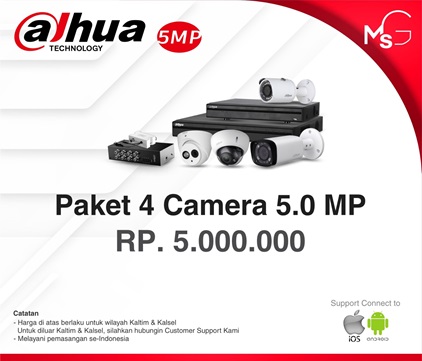 alhua
TECHNOLOGY
5MP
MsG
Paket 4 Camera 5.0 MP
RP. 5.000.000
Catatan
- Harga di atas berlaku untuk wilayah Kaltim & Kalsel
Untuk diluar Kaltim & Kalsel, silahkan hubungin Customer Support Kami
- Melayani pemasangan se-Indonesia
Support Connect to
iOS
ANDROID